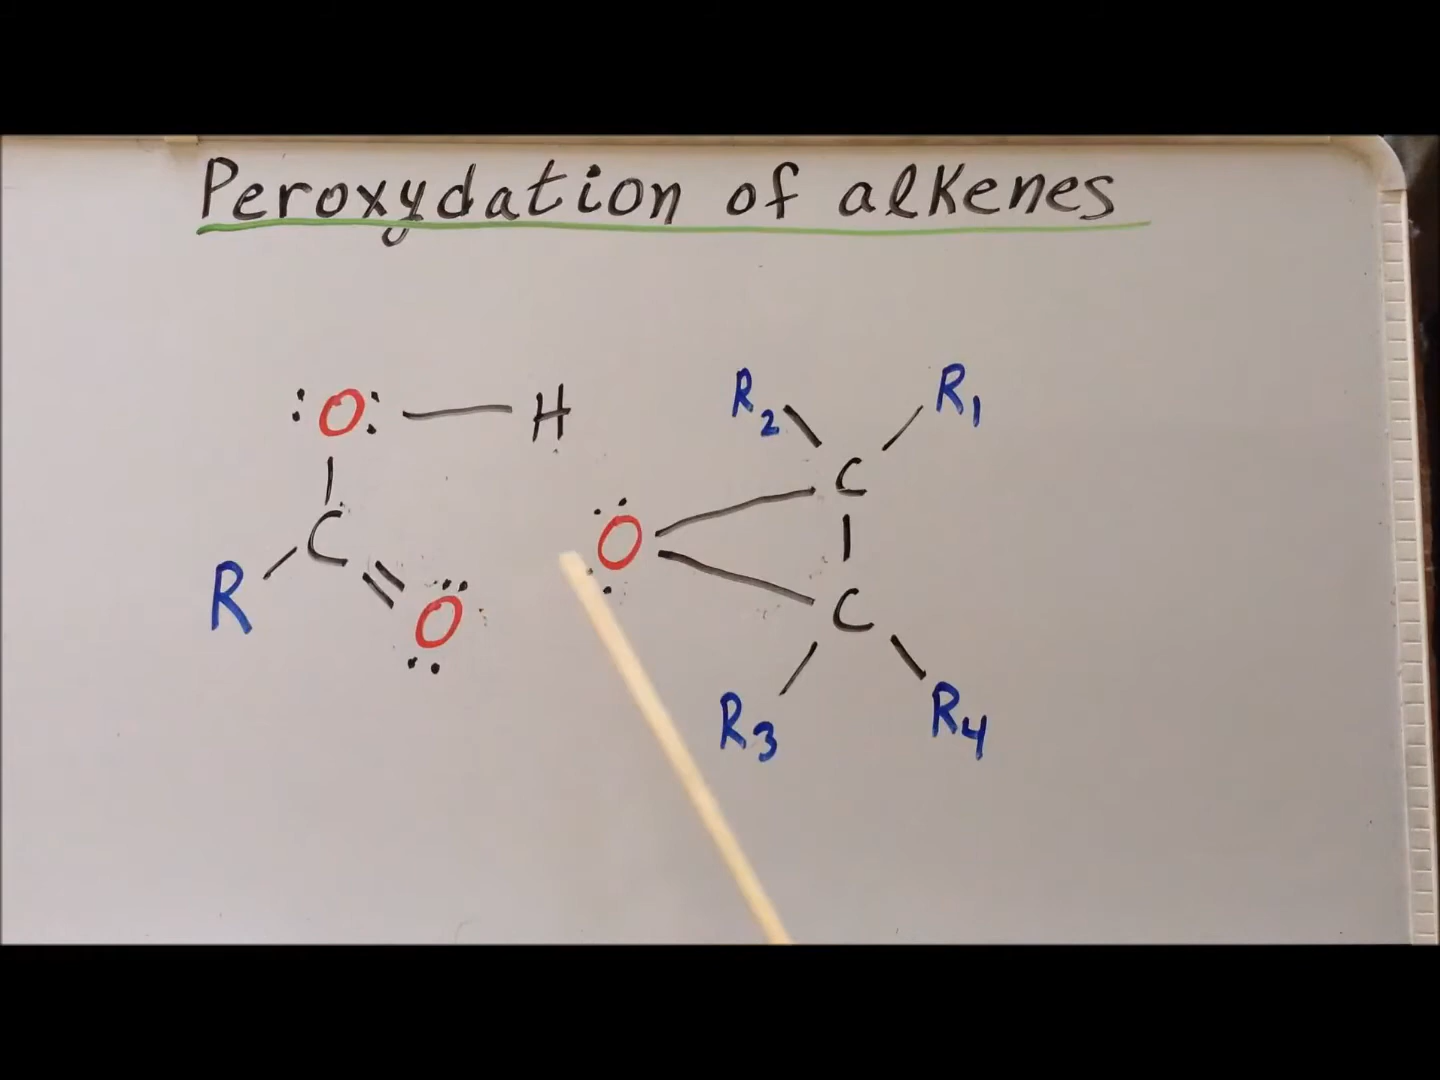 Peroxydation of alkenes
:O: — H
R2 R1
C
C
O
R
O
C
R3 R4